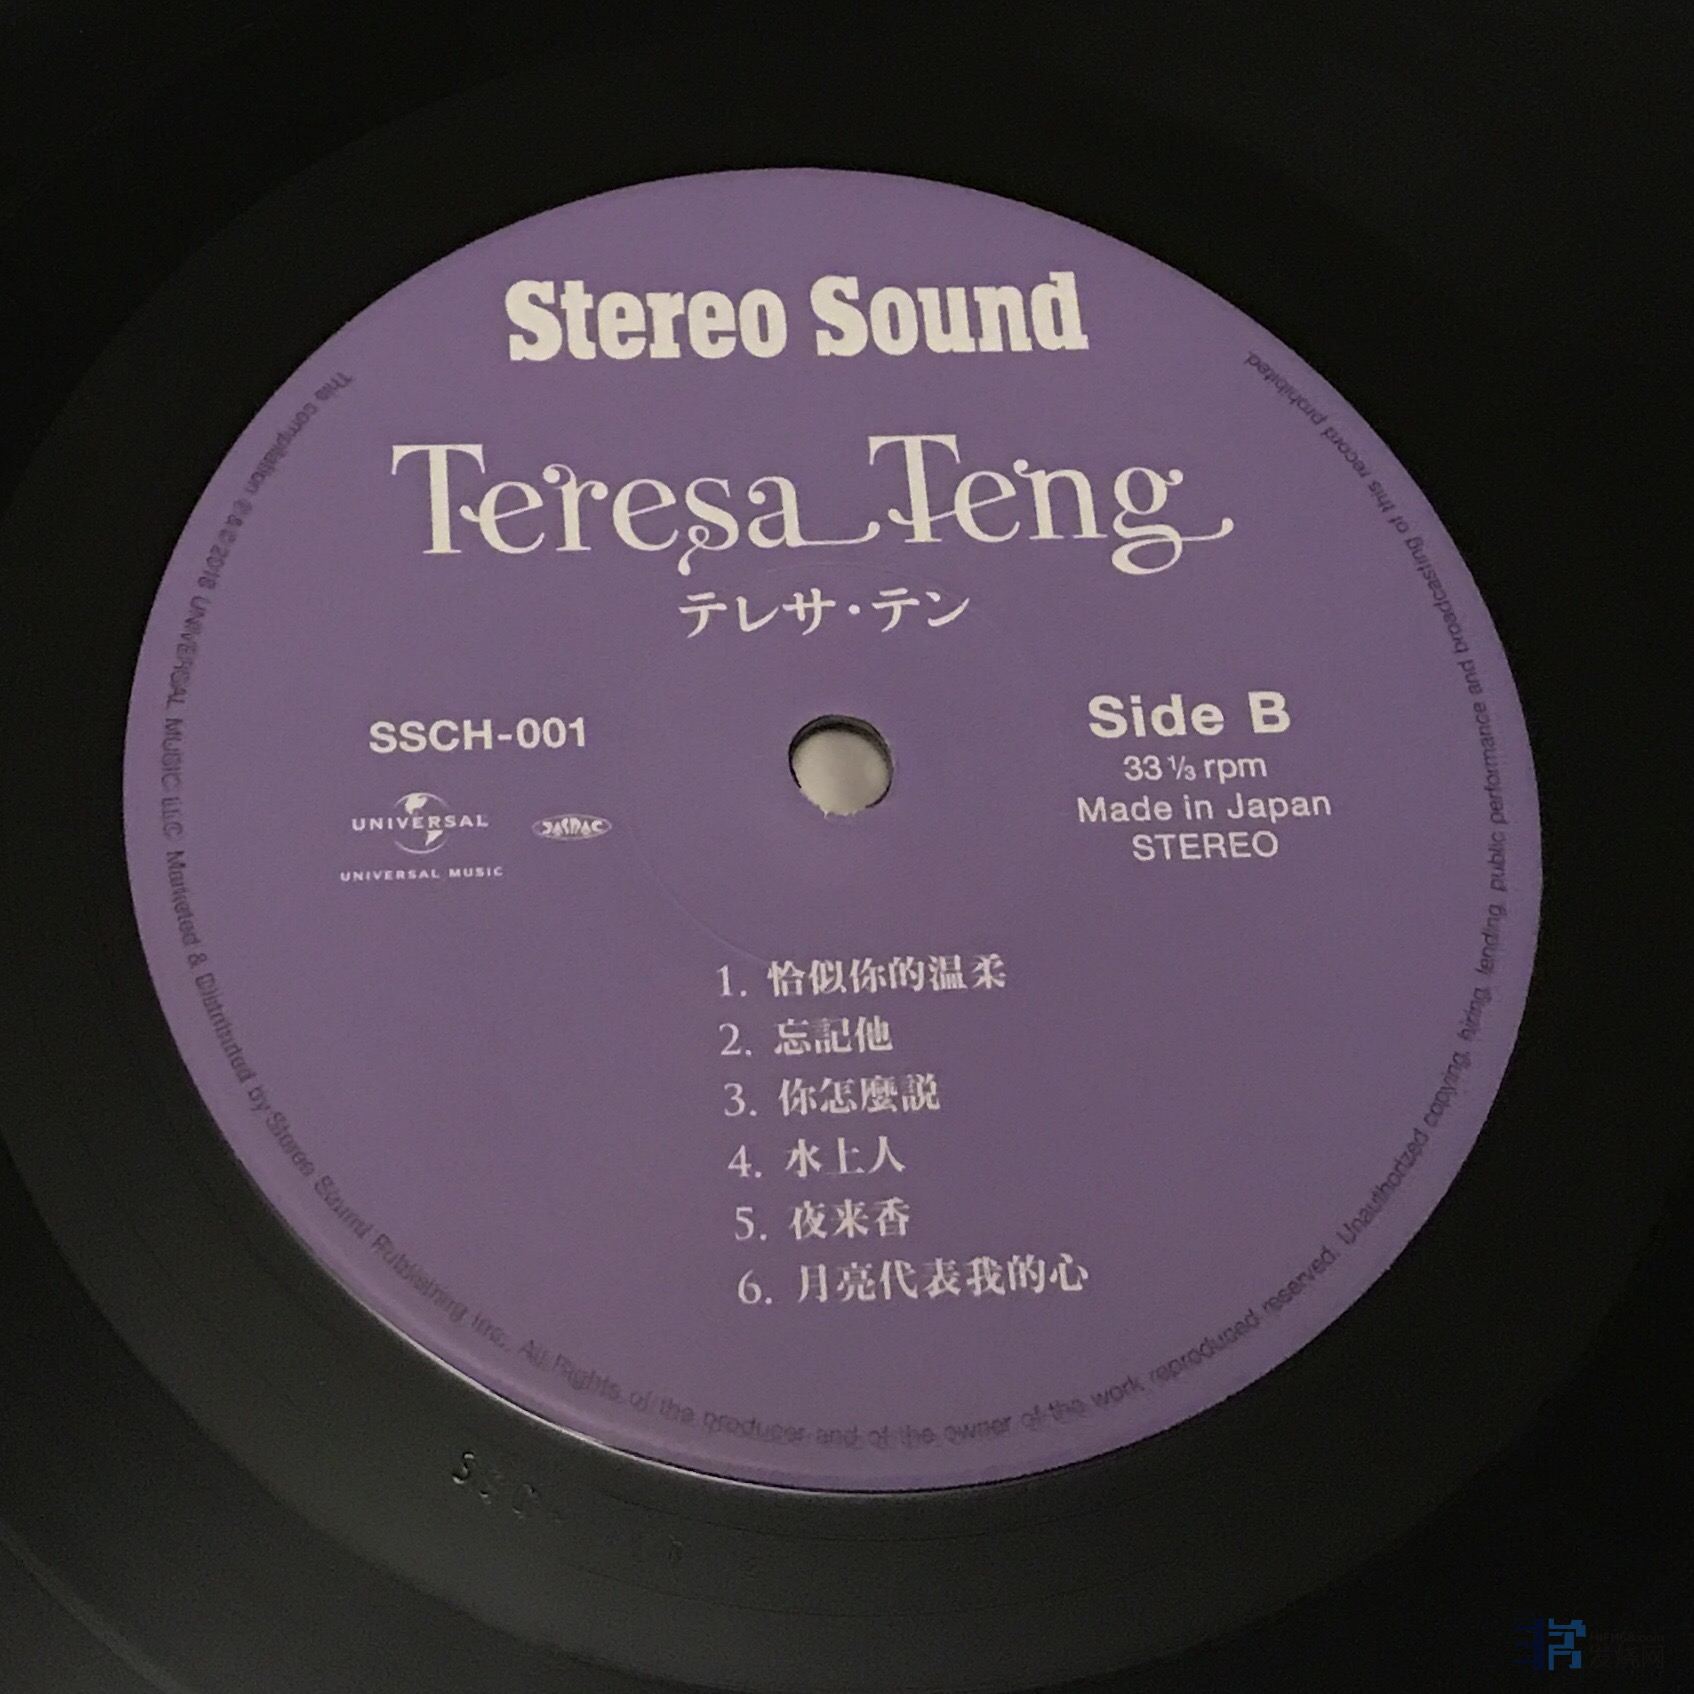 Stereo Sound
Teresa Teng
テレサ・テン
SSCH-001
UNIVERSAL
UNIVERSAL MUSIC
JASRAC
Side B
33 ⅓ rpm
Made in Japan
STEREO
1. 恰似你的温柔
2. 忘記他
3. 你怎麼説
4. 水上人
5. 夜来香
6. 月亮代表我的心
This compilation ℗&©2018 UNIVERSAL MUSIC LLC Marketed & Distributed by Stereo Sound Publishing, Inc. All Rights of the producer and of the owner of the work reproduced reserved. Unauthorized copying, hiring, lending, public performance and broadcasting of this record prohibited.